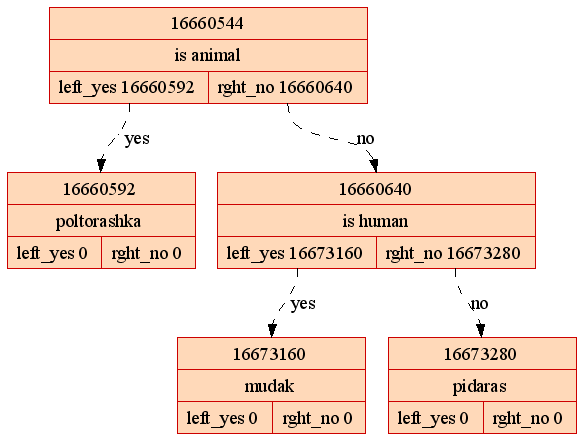 16660544
is animal
left_yes 16660592 rght_no 16660640
yes no
16660592 16660640
poltorashka is human
left_yes 0 rght_no 0 left_yes 16673160 rght_no 16673280
yes no
16673160 16673280
mudak pidaras
left_yes 0 rght_no 0 left_yes 0 rght_no 0